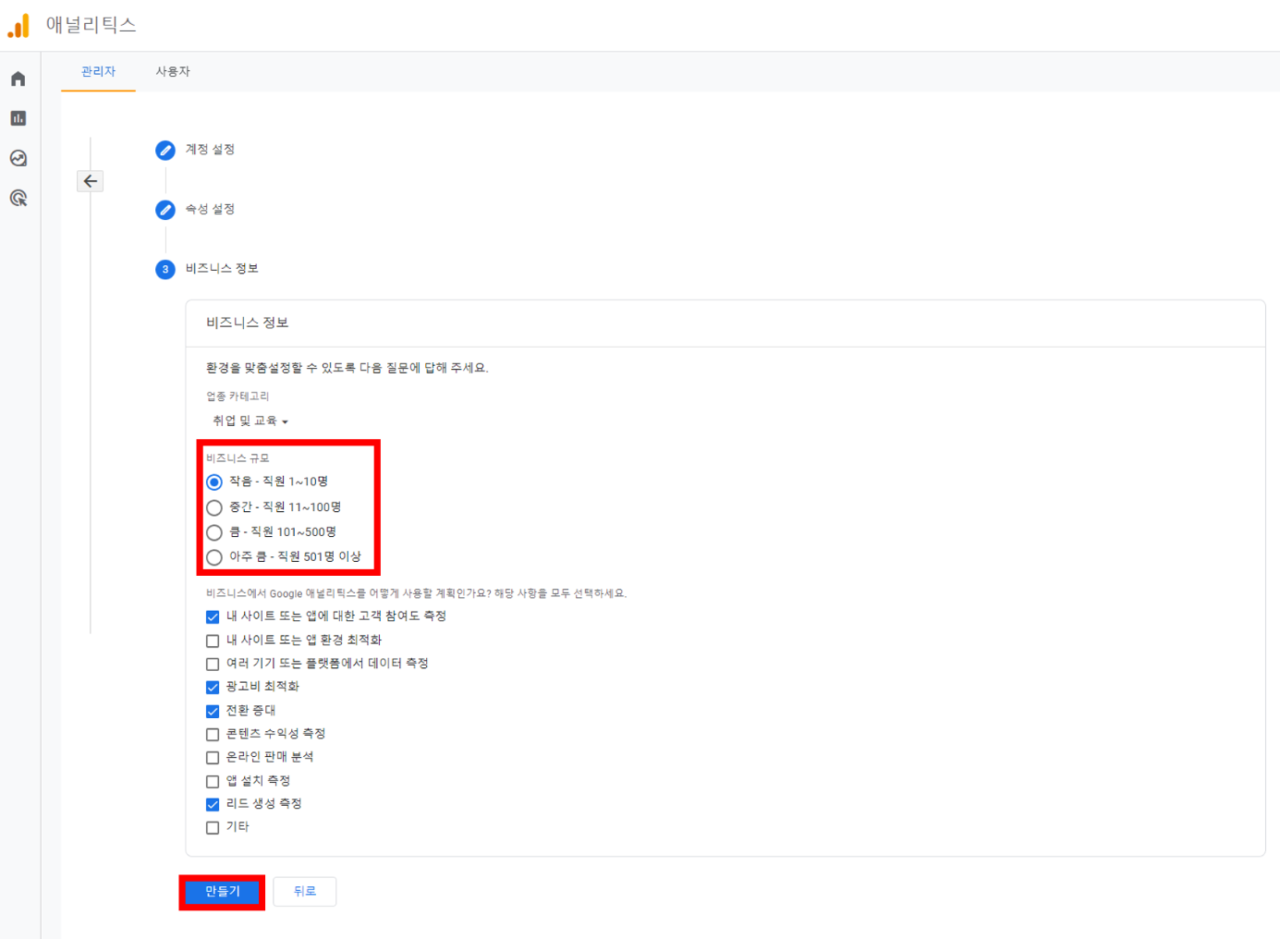 애널리틱스
관리자
사용자
계정 설정
속성 설정
3 비즈니스 정보
비즈니스 정보
환경을 맞춤설정할 수 있도록 다음 질문에 답해 주세요.
업종 카테고리
취업 및 교육
비즈니스 규모
작음 - 직원 1~10명
중간 - 직원 11~100명
큼 - 직원 101~500명
아주 큼 - 직원 501명 이상
비즈니스에서 Google 애널리틱스를 어떻게 사용할 계획인가요? 해당 사항을 모두 선택하세요.
내 사이트 또는 앱에 대한 고객 참여도 측정
내 사이트 또는 앱 환경 최적화
여러 기기 또는 플랫폼에서 데이터 측정
광고비 최적화
전환 증대
콘텐츠 수익성 측정
온라인 판매 분석
앱 설치 측정
리드 생성 측정
기타
만들기
뒤로